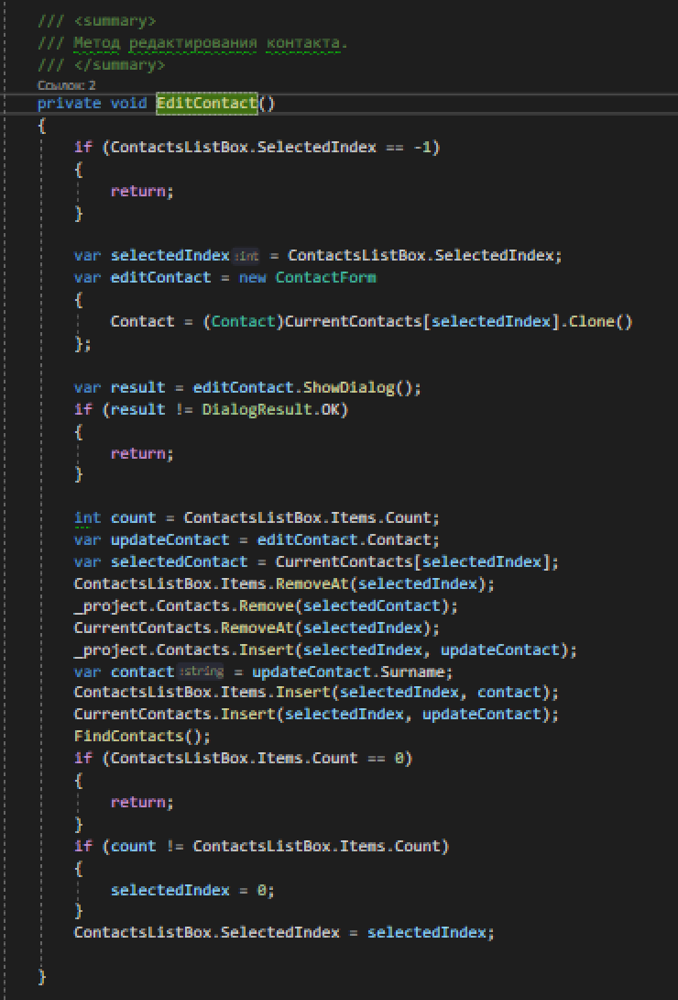 /// <summary>
/// Метод редактирования контакта.
/// </summary>
Ссылок: 2
private void EditContact()
{
if (ContactsListBox.SelectedIndex == -1)
{
return;
}
var selectedIndex :int = ContactsListBox.SelectedIndex;
var editContact = new ContactForm
{
Contact = (Contact)CurrentContacts[selectedIndex].Clone()
};
var result = editContact.ShowDialog();
if (result != DialogResult.OK)
{
return;
}
int count = ContactsListBox.Items.Count;
var updateContact = editContact.Contact;
var selectedContact = CurrentContacts[selectedIndex];
ContactsListBox.Items.RemoveAt(selectedIndex);
_project.Contacts.Remove(selectedContact);
CurrentContacts.RemoveAt(selectedIndex);
_project.Contacts.Insert(selectedIndex, updateContact);
var contact :string = updateContact.Surname;
ContactsListBox.Items.Insert(selectedIndex, contact);
CurrentContacts.Insert(selectedIndex, updateContact);
FindContacts();
if (ContactsListBox.Items.Count == 0)
{
return;
}
if (count != ContactsListBox.Items.Count)
{
selectedIndex = 0;
}
ContactsListBox.SelectedIndex = selectedIndex;
}